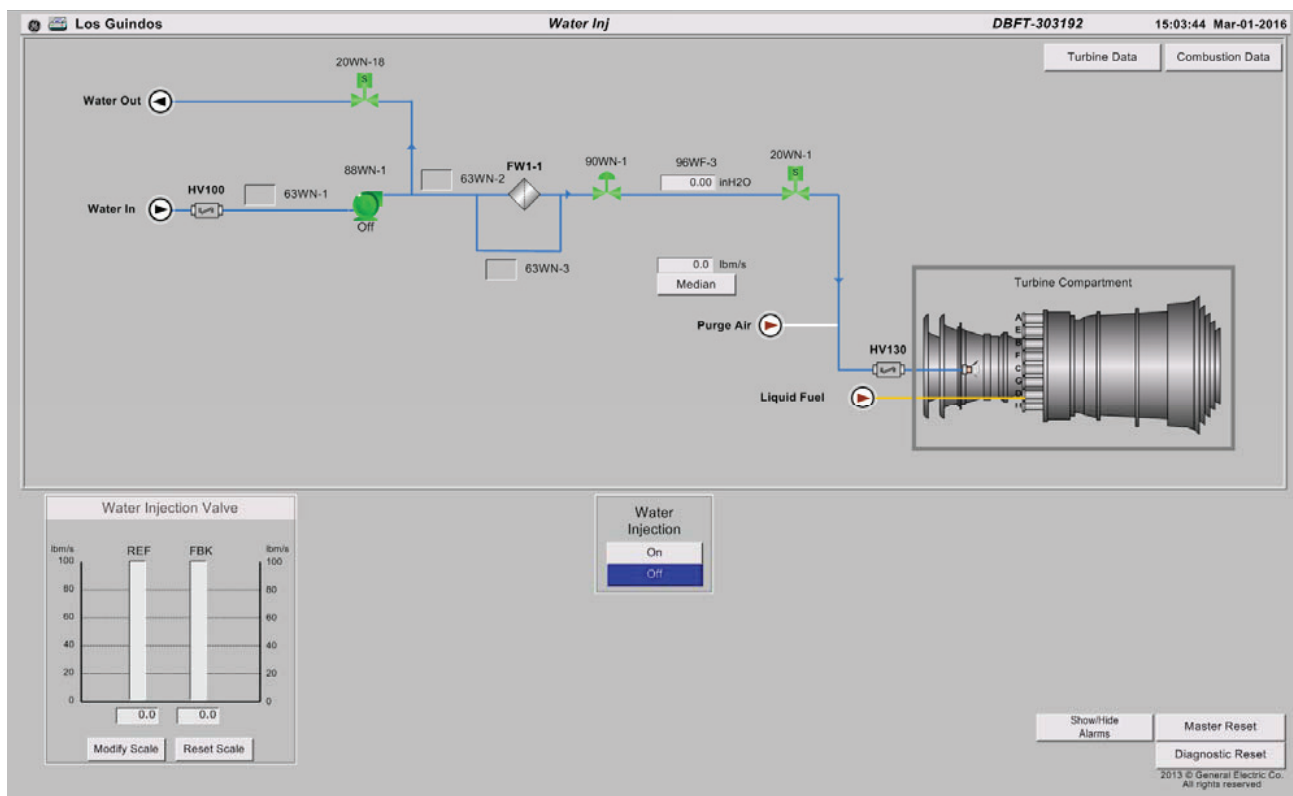 Los Guindos
Water Inj
DBFT-303192
15:03:44 Mar-01-2016
Turbine Data
Combustion Data
20WN-18
S
Water Out
88WN-1
FW1-1
90WN-1
96WF-3
20WN-1
S
HV100
63WN-1
63WN-2
0.00 inH2O
Water In
Off
63WN-3
0.0 lbm/s
Median
Turbine Compartment
Purge Air
HV130
Liquid Fuel
A
E
B
F
C
G
D
Water Injection Valve
lbm/s REF FBK lbm/s
100 100
80 80
60 60
40 40
20 20
0 0
0.0 0.0
Modify Scale
Reset Scale
Water
Injection
On
Off
Show/Hide
Alarms
Master Reset
Diagnostic Reset
2013 © General Electric Co.
All rights reserved